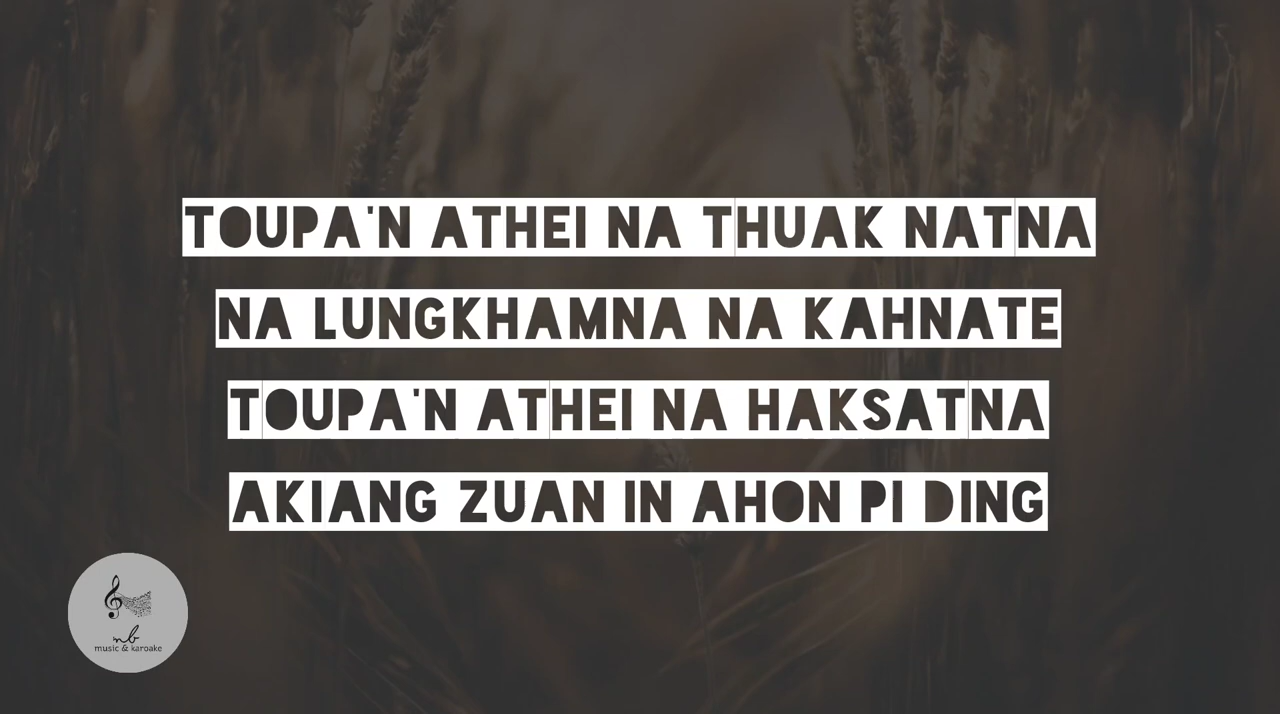 TOUPA'N ATHEI NA THUAK NATNA
NA LUNGKHAMNA NA KAHNATE
TOUPA'N ATHEI NA HAKSATNA
AKIANG ZUAN IN AHON PI DING
nb
music & karoake